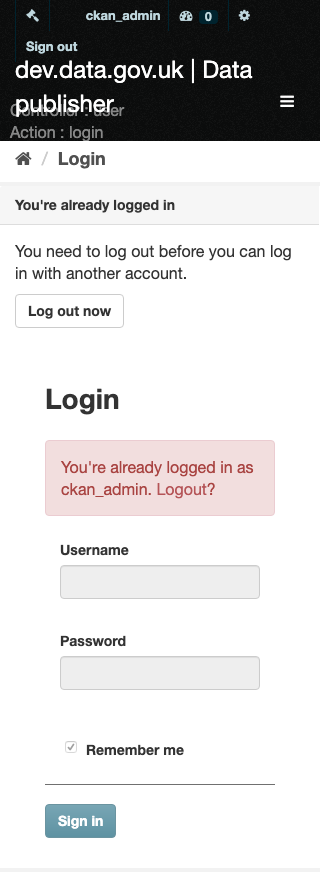 ckan_admin 0
Sign out
dev.data.gov.uk | Data
publisher
Controller : user
Action : login
/ Login
You're already logged in
You need to log out before you can log
in with another account.
Log out now
Login
You're already logged in as
ckan_admin. Logout?
Username
Password
Remember me
Sign in